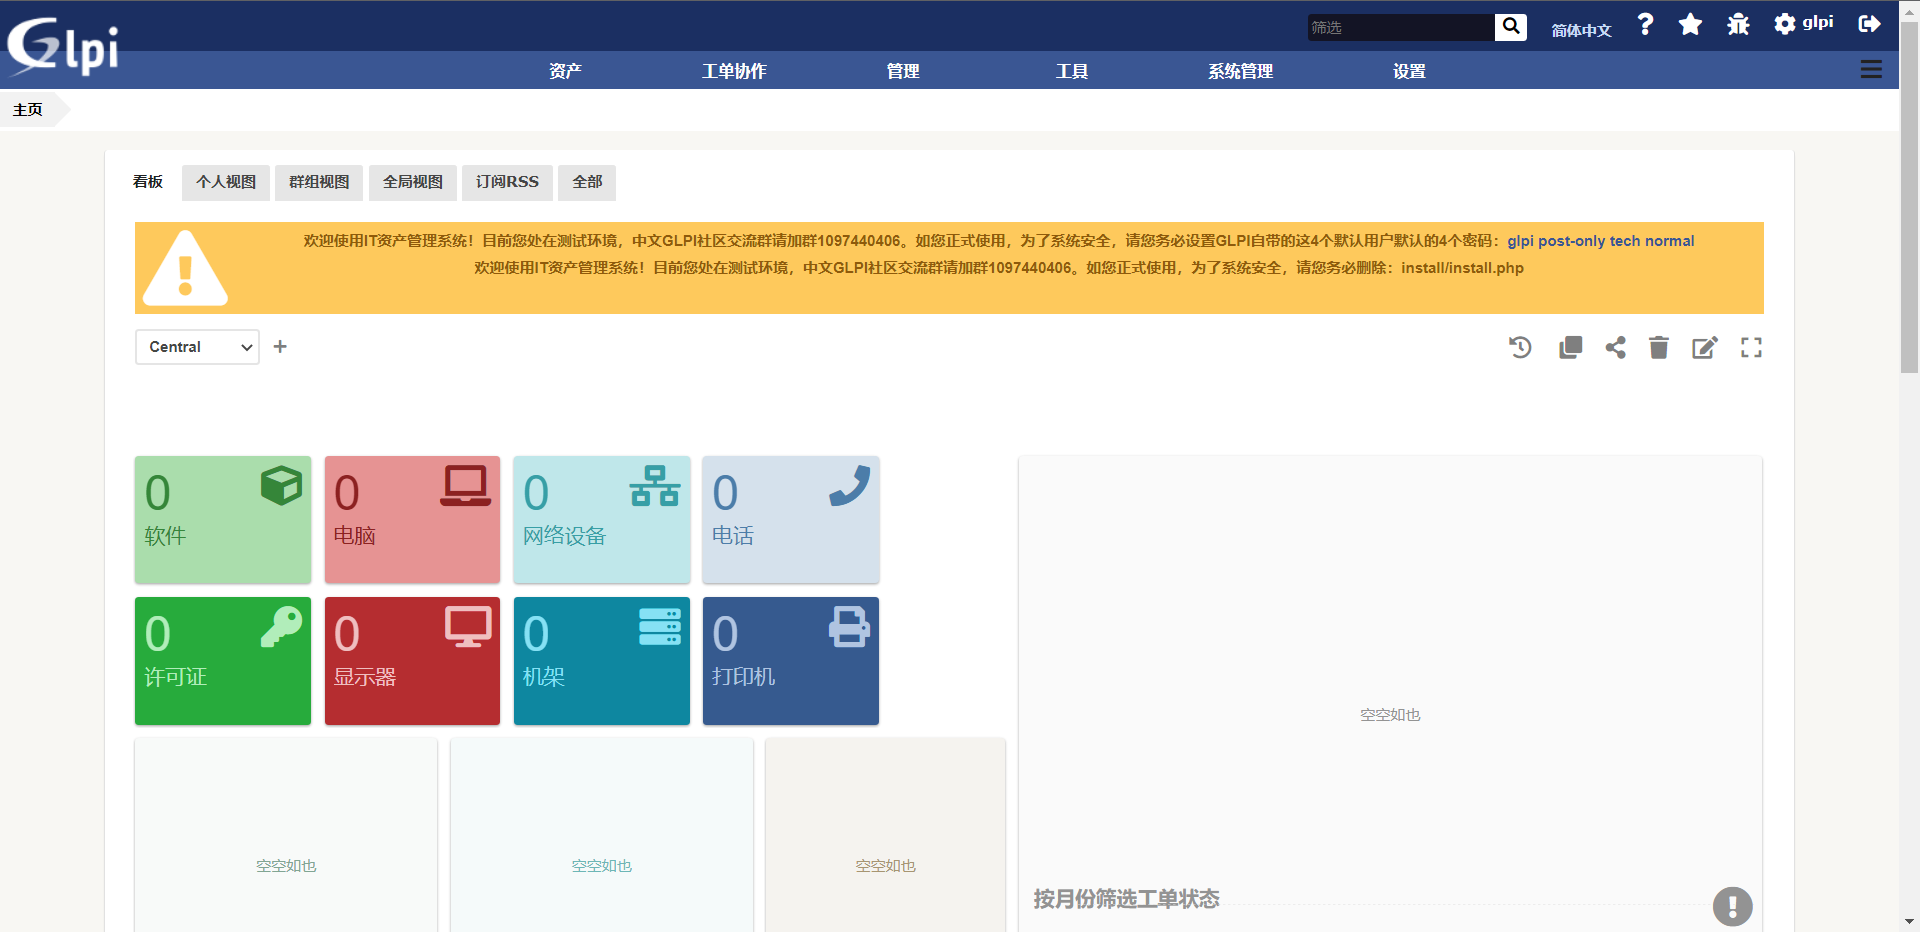 Glpi
筛选
简体中文
glpi
资产 工单协作 管理 工具 系统管理 设置
主页
看板 个人视图 群组视图 全局视图 订阅RSS 全部
欢迎使用IT资产管理系统！目前您处在测试环境，中文GLPI社区交流群请加群1097440406。如您正式使用，为了系统安全，请您务必设置GLPI自带的这4个默认用户默认的4个密码：glpi post-only tech normal
欢迎使用IT资产管理系统！目前您处在测试环境，中文GLPI社区交流群请加群1097440406。如您正式使用，为了系统安全，请您务必删除：install/install.php
Central
0 0 0 0
软件 电脑 网络设备 电话
0 0 0 0
许可证 显示器 机架 打印机
空空如也
空空如也 空空如也 空空如也
按月份筛选工单状态